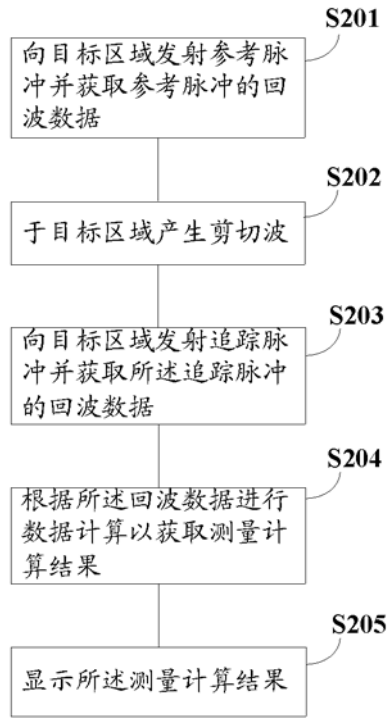 S201
向目标区域发射参考脉
冲并获取参考脉冲的回
波数据
S202
于目标区域产生剪切波
S203
向目标区域发射追踪脉
冲并获取所述追踪脉冲
的回波数据
S204
根据所述回波数据进行
数据计算以获取测量计
算结果
S205
显示所述测量计算结果